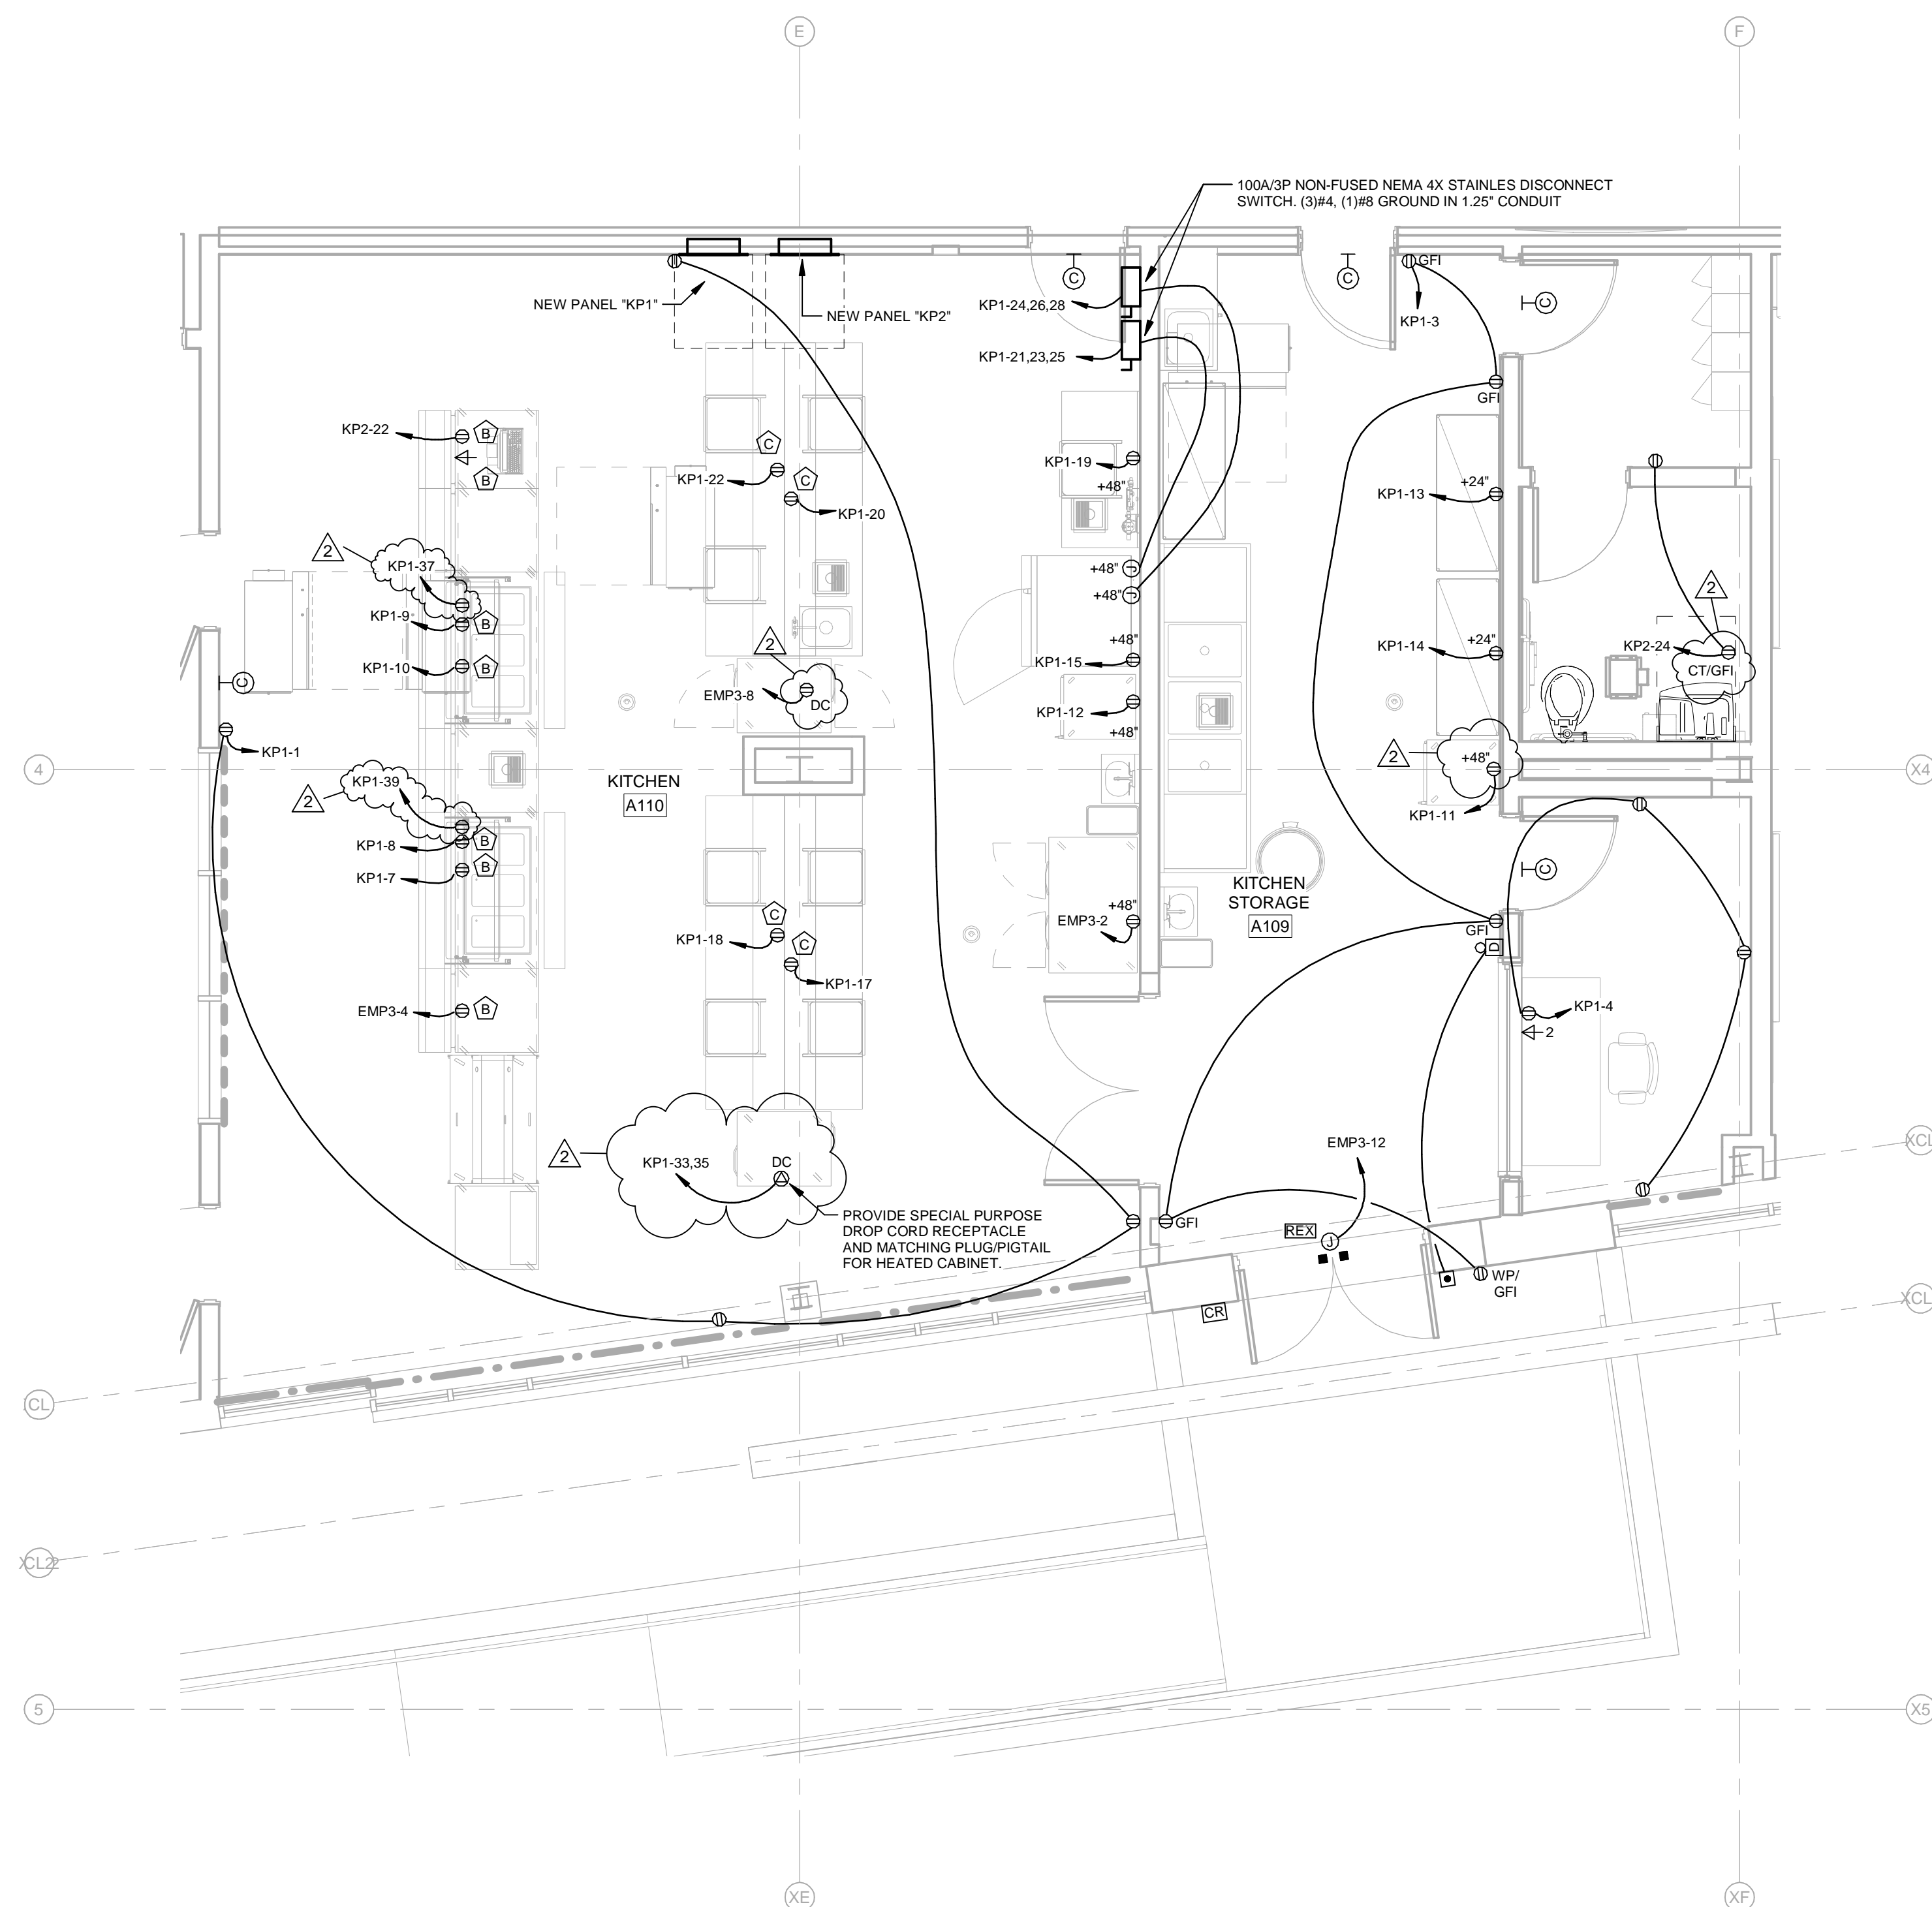 E
F
100A/3P NON-FUSED NEMA 4X STAINLES DISCONNECT
SWITCH. (3)#4, (1)#8 GROUND IN 1.25" CONDUIT
GFI
C
C
C
NEW PANEL "KP1"
NEW PANEL "KP2"
KP1-24,26,28
KP1-3
KP1-21,23,25
GFI
KP2-22
B
B
C
KP1-22
C
KP1-20
KP1-19
+48"
+24"
KP1-13
2
KP1-37
KP1-9
B
KP1-10
B
+48" J
+48" J
2
KP1-15
+48"
KP1-14
+24"
KP2-24
CT/GFI
2
C
EMP3-8
DC
KP1-12
+48"
KP1-1
4
X4
KITCHEN
A110
2
+48"
KP1-11
2
KP1-39
KP1-8
B
KP1-7
B
C
KITCHEN
STORAGE
A109
C
KP1-18
C
KP1-17
EMP3-2
+48"
GFI
D
EMP3-4
B
KP1-4
2
2
KP1-33,35
DC
EMP3-12
XCL
PROVIDE SPECIAL PURPOSE
DROP CORD RECEPTACLE
AND MATCHING PLUG/PIGTAIL
FOR HEATED CABINET.
GFI
REX
J
WP/
GFI
CR
XCL
XCL
XCL2
5
X5
XE
XF